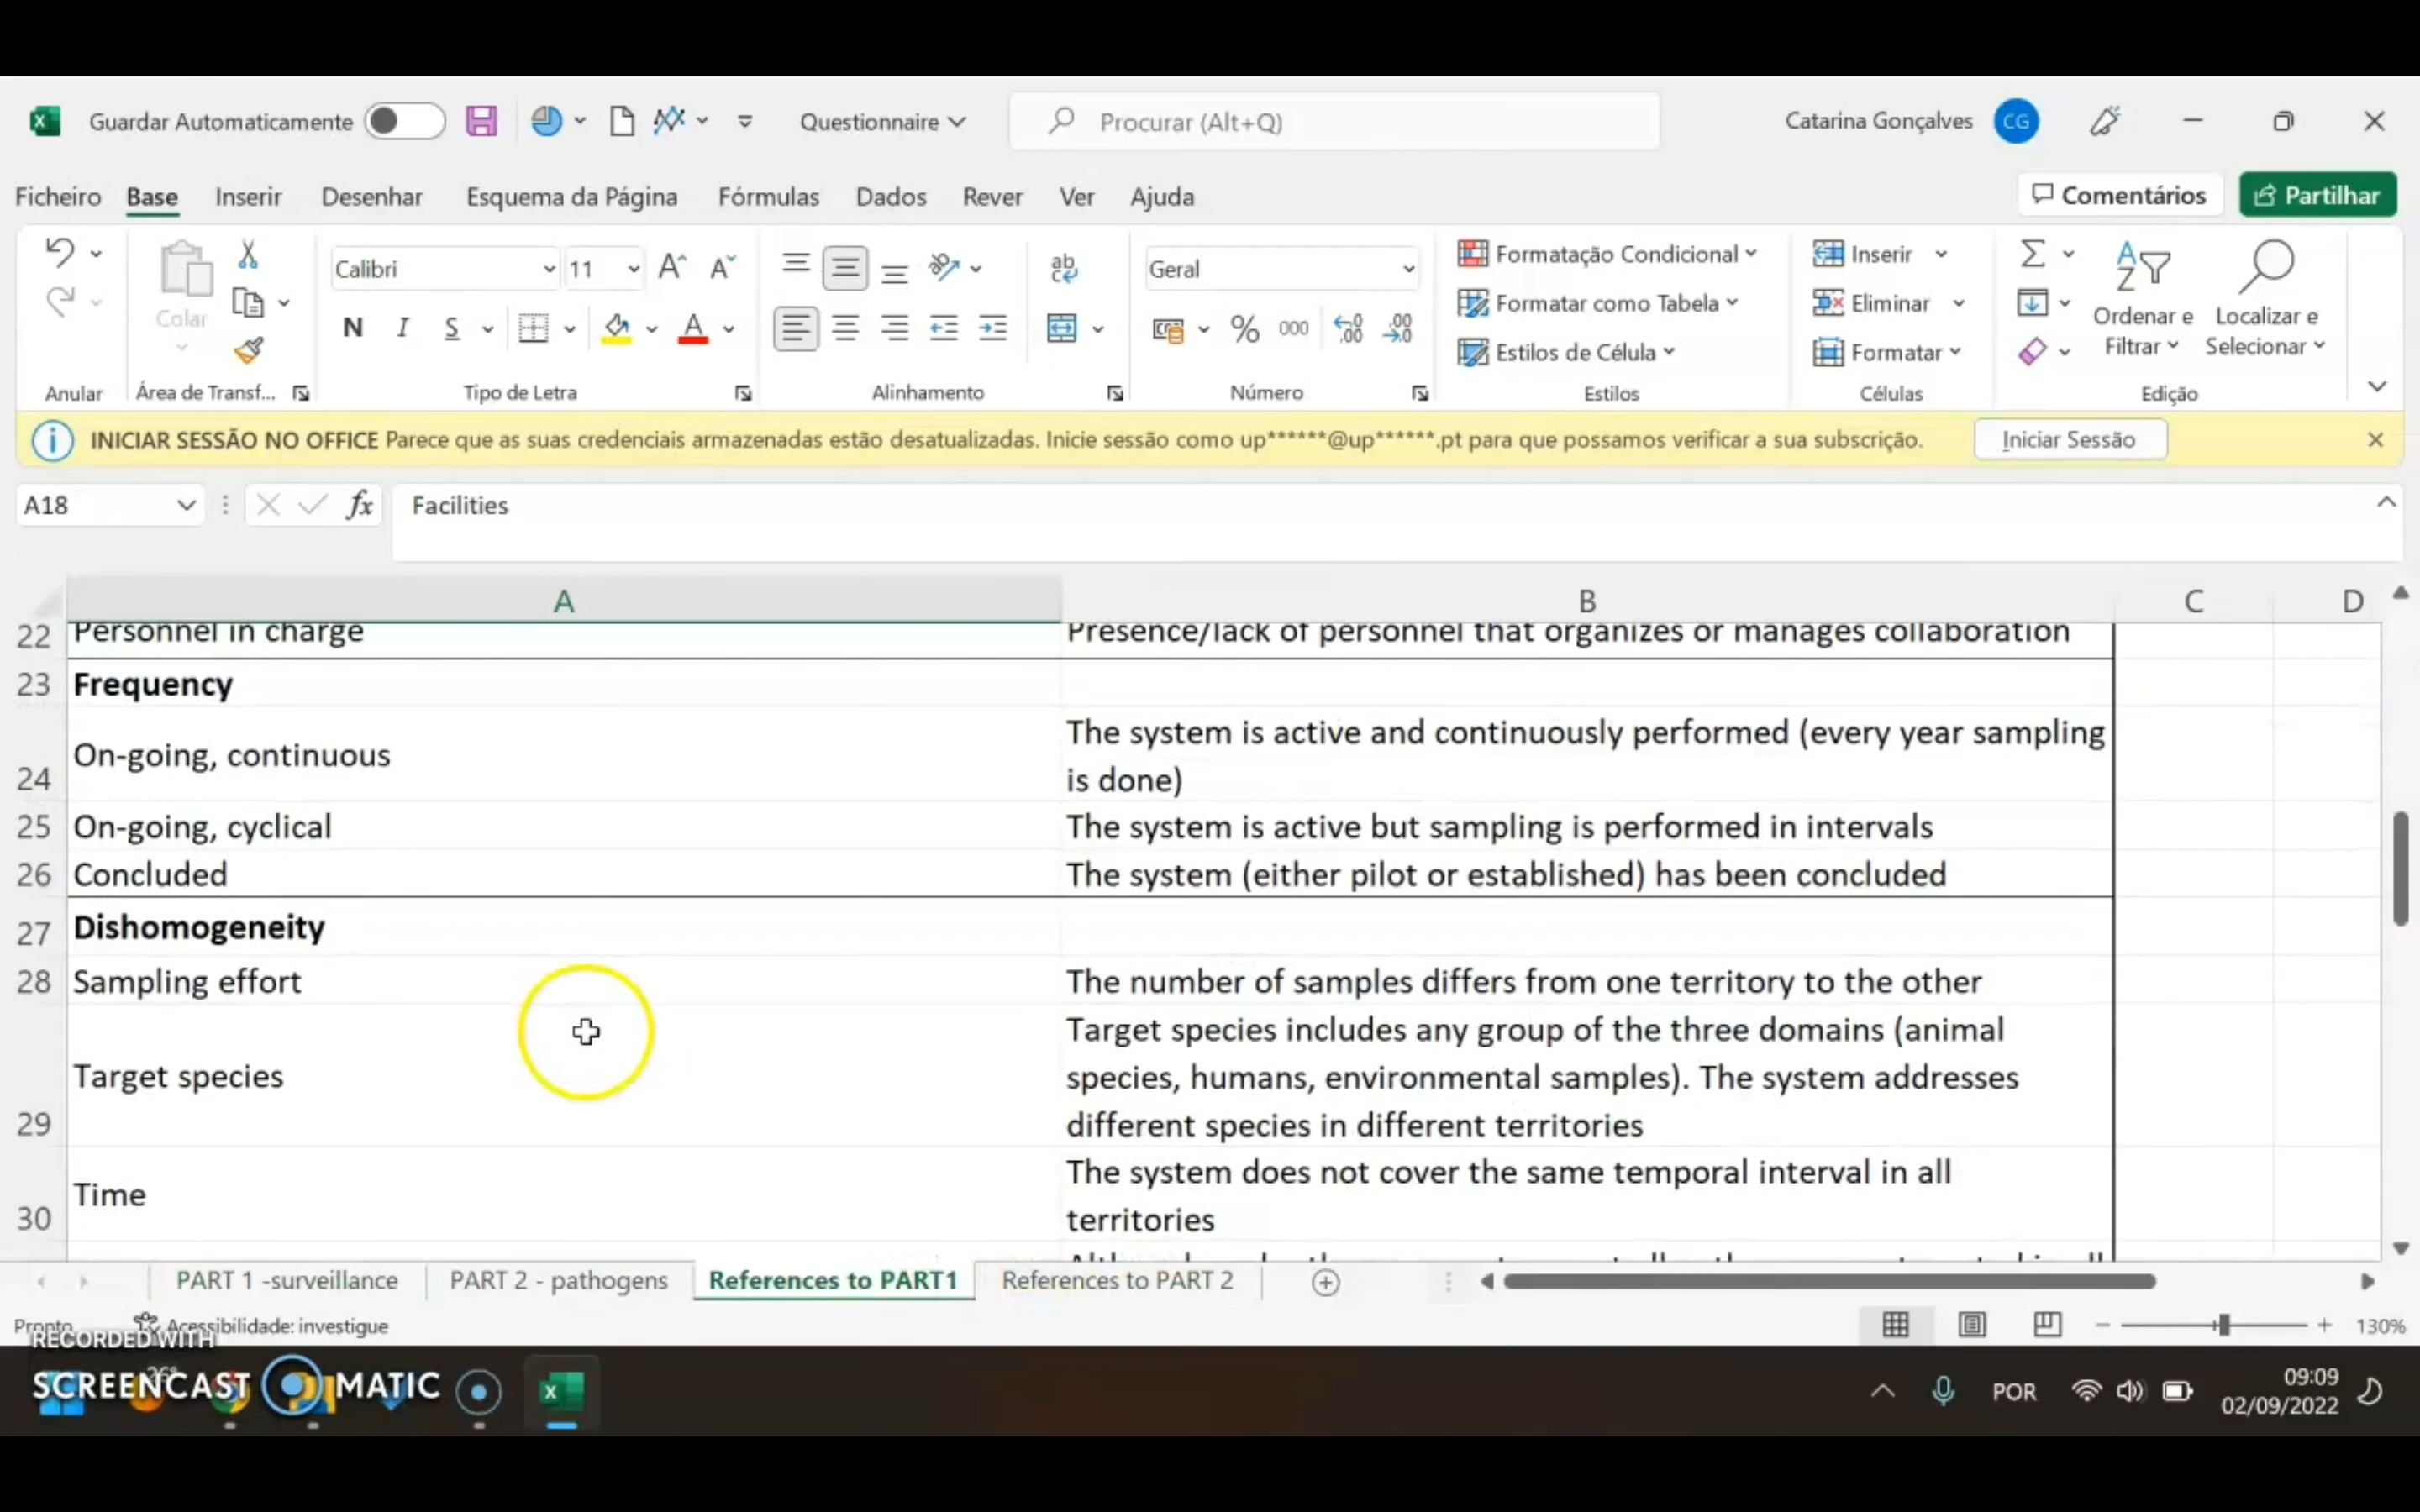 Guardar Automaticamente
Questionnaire
Procurar (Alt+Q)
Catarina Gonçalves
CG
Ficheiro Base Inserir Desenhar Esquema da Página Fórmulas Dados Rever Ver Ajuda
Comentários
Partilhar
Colar
Calibri
11
Geral
Formatação Condicional
Formatar como Tabela
Estilos de Célula
Inserir
Eliminar
Formatar
Ordenar e Filtrar
Localizar e Selecionar
N I S
% 000
Anular
Área de Transf...
Tipo de Letra
Alinhamento
Número
Estilos
Células
Edição
INICIAR SESSÃO NO OFFICE Parece que as suas credenciais armazenadas estão desatualizadas. Inicie sessão como up******@up******.pt para que possamos verificar a sua subscrição.
Iniciar Sessão
A18
fx
Facilities
A B C D
22 Personnel in charge
Presence/lack of personnel that organizes or manages collaboration
23 Frequency
24 On-going, continuous
The system is active and continuously performed (every year sampling
is done)
25 On-going, cyclical
The system is active but sampling is performed in intervals
26 Concluded
The system (either pilot or established) has been concluded
27 Dishomogeneity
28 Sampling effort
The number of samples differs from one territory to the other
29 Target species
Target species includes any group of the three domains (animal
species, humans, environmental samples). The system addresses
different species in different territories
30 Time
The system does not cover the same temporal interval in all
territories
PART 1 -surveillance
PART 2 - pathogens
References to PART1
References to PART 2
Pronto
Acessibilidade: investigue
130%
RECORDED WITH
SCREENCAST MATIC
POR
09:09
02/09/2022